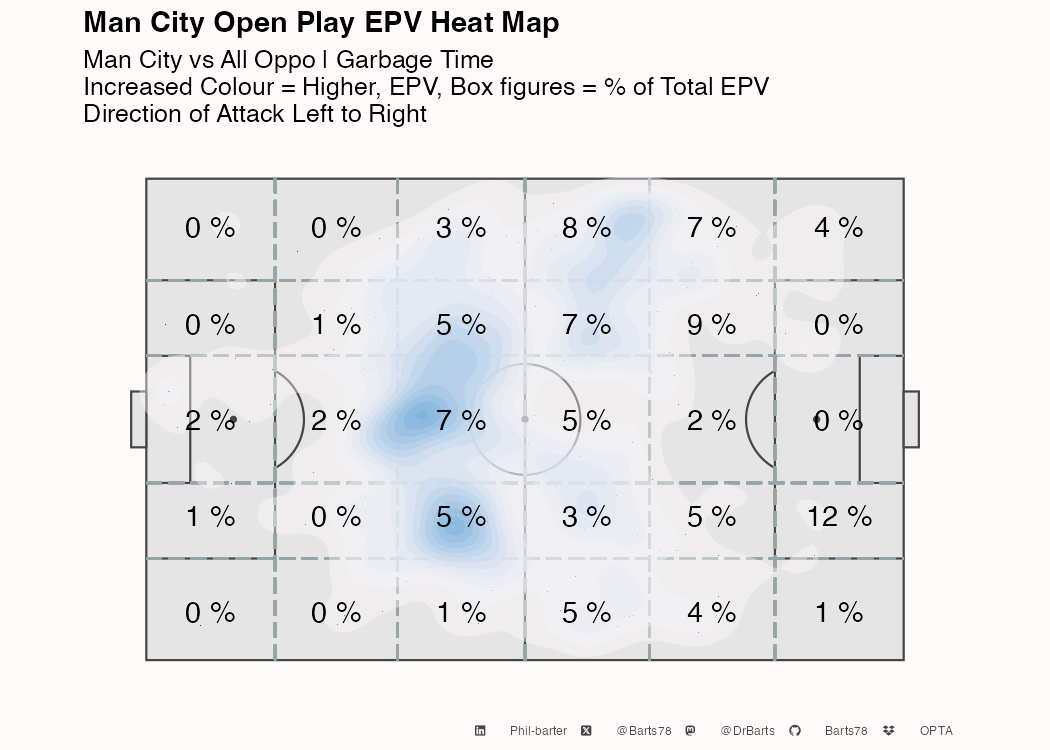 Man City Open Play EPV Heat Map
Man City vs All Oppo | Garbage Time
Increased Colour = Higher, EPV, Box figures = % of Total EPV
Direction of Attack Left to Right
0 % 0 % 3 % 8 % 7 % 4 %
0 % 1 % 5 % 7 % 9 % 0 %
2 % 2 % 7 % 5 % 2 % 0 %
1 % 0 % 5 % 3 % 5 % 12 %
0 % 0 % 1 % 5 % 4 % 1 %
Phil-barter @Barts78 @DrBarts Barts78 OPTA